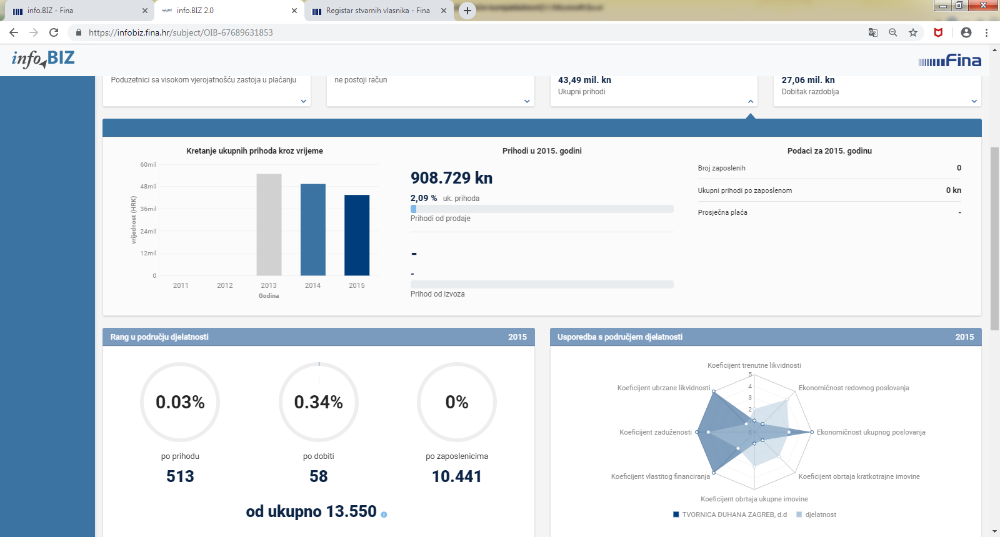 info.BIZ - Fina
info.BIZ 2.0
Registar stvarnih vlasnika - Fina
https://infobiz.fina.hr/subject/OIB-67689631853
info.BIZ
Fina
Poduzetnici sa visokom vjerojatnošću zastoja u plaćanju
ne postoji račun
43,49 mil. kn
Ukupni prihodi
27,06 mil. kn
Dobitak razdoblja
Kretanje ukupnih prihoda kroz vrijeme
60mil
48mil
36mil
24mil
12mil
0
vrijednost (HRK)
2011 2012 2013 2014 2015
Godina
Prihodi u 2015. godini
908.729 kn
2,09 % uk. prihoda
Prihodi od prodaje
-
-
Prihod od izvoza
Podaci za 2015. godinu
Broj zaposlenih 0
Ukupni prihodi po zaposlenom 0 kn
Prosječna plaća -
Rang u području djelatnosti 2015
0.03% 0.34% 0%
po prihodu po dobiti po zaposlenicima
513 58 10.441
od ukupno 13.550
Usporedba s područjem djelatnosti 2015
Koeficijent trenutne likvidnosti
5
4
3
2
0
Koeficijent ubrzane likvidnosti
Ekonomičnost redovnog poslovanja
Koeficijent zaduženosti
Ekonomičnost ukupnog poslovanja
Koeficijent vlastitog financiranja
Koeficijent obrtaja kratkotrajne imovine
Koeficijent obrtaja ukupne imovine
TVORNICA DUHANA ZAGREB, d.d djelatnost